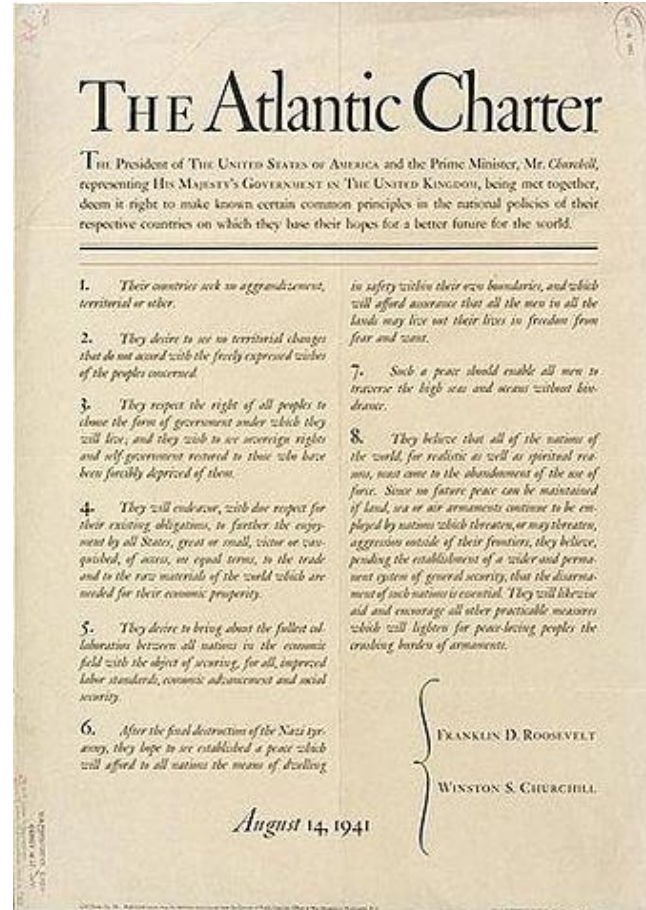 THE Atlantic Charter
THE President of THE UNITED STATES OF AMERICA and the Prime Minister, Mr. Churchill,
representing HIS MAJESTY'S GOVERNMENT IN THE UNITED KINGDOM, being met together,
deem it right to make known certain common principles in the national policies of their
respective countries on which they base their hopes for a better future for the world.
1. Their countries seek no aggrandizement,
territorial or other.
2. They desire to see no territorial changes
that do not accord with the freely expressed wishes
of the peoples concerned.
3. They respect the right of all peoples to
choose the form of government under which they
will live; and they wish to see sovereign rights
and self-government restored to those who have
been forcibly deprived of them.
4. They will endeavor, with due respect for
their existing obligations, to further the enjoy-
ment by all States, great or small, victor or van-
quished, of access, on equal terms, to the trade
and to the raw materials of the world which are
needed for their economic prosperity.
5. They desire to bring about the fullest col-
laboration between all nations in the economic
field with the object of securing, for all, improved
labor standards, economic advancement and social
security.
6. After the final destruction of the Nazi tyr-
anny, they hope to see established a peace which
will afford to all nations the means of dwelling
in safety within their own boundaries, and which
will afford assurance that all the men in all the
lands may live out their lives in freedom from
fear and want.
7. Such a peace should enable all men to
traverse the high seas and oceans without hin-
drance.
8. They believe that all of the nations of
the world, for realistic as well as spiritual rea-
sons, must come to the abandonment of the use of
force. Since no future peace can be maintained
if land, sea or air armaments continue to be em-
ployed by nations which threaten, or may threaten,
aggression outside of their frontiers, they believe,
pending the establishment of a wider and perma-
nent system of general security, that the disarma-
ment of such nations is essential. They will likewise
aid and encourage all other practicable measures
which will lighten for peace-loving peoples the
crushing burden of armaments.
FRANKLIN D. ROOSEVELT
WINSTON S. CHURCHILL
August 14, 1941